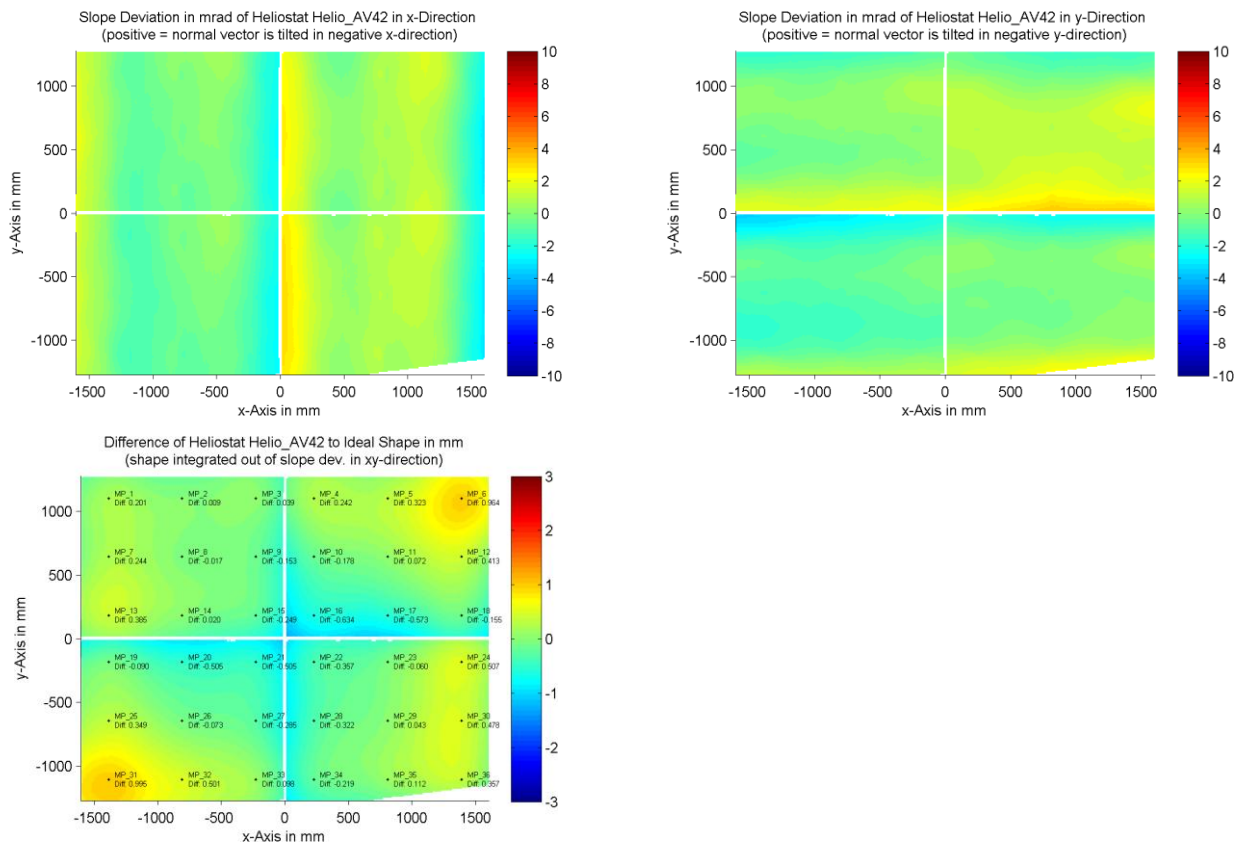 Slope Deviation in mrad of Heliostat Helio_AV42 in x-Direction
(positive = normal vector is tilted in negative x-direction)
1000
500
0
-500
-1000
y-Axis in mm
-1500 -1000 -500 0 500 1000 1500
x-Axis in mm
10
8
6
4
2
0
-2
-4
-6
-8
-10
Slope Deviation in mrad of Heliostat Helio_AV42 in y-Direction
(positive = normal vector is tilted in negative y-direction)
1000
500
0
-500
-1000
y-Axis in mm
-1500 -1000 -500 0 500 1000 1500
x-Axis in mm
10
8
6
4
2
0
-2
-4
-6
-8
-10
Difference of Heliostat Helio_AV42 to Ideal Shape in mm
(shape integrated out of slope dev. in xy-direction)
MP_1 MP_2 MP_3 MP_4 MP_5 MP_6
Diff: 0.201 Diff: 0.009 Diff: 0.039 Diff: 0.242 Diff: 0.323 Diff: 0.964
MP_7 MP_8 MP_9 MP_10 MP_11 MP_12
Diff: 0.244 Diff: -0.017 Diff: -0.153 Diff: -0.178 Diff: 0.072 Diff: 0.413
MP_13 MP_14 MP_15 MP_16 MP_17 MP_18
Diff: 0.385 Diff: 0.020 Diff: -0.249 Diff: -0.634 Diff: -0.573 Diff: -0.155
MP_19 MP_20 MP_21 MP_22 MP_23 MP_24
Diff: -0.090 Diff: -0.505 Diff: -0.505 Diff: -0.357 Diff: -0.060 Diff: 0.507
MP_25 MP_26 MP_27 MP_28 MP_29 MP_30
Diff: 0.349 Diff: -0.073 Diff: -0.285 Diff: -0.322 Diff: 0.043 Diff: 0.478
MP_31 MP_32 MP_33 MP_34 MP_35 MP_36
Diff: 0.995 Diff: 0.501 Diff: 0.098 Diff: -0.219 Diff: 0.112 Diff: 0.357
1000
500
0
-500
-1000
y-Axis in mm
-1500 -1000 -500 0 500 1000 1500
x-Axis in mm
3
2
1
0
-1
-2
-3